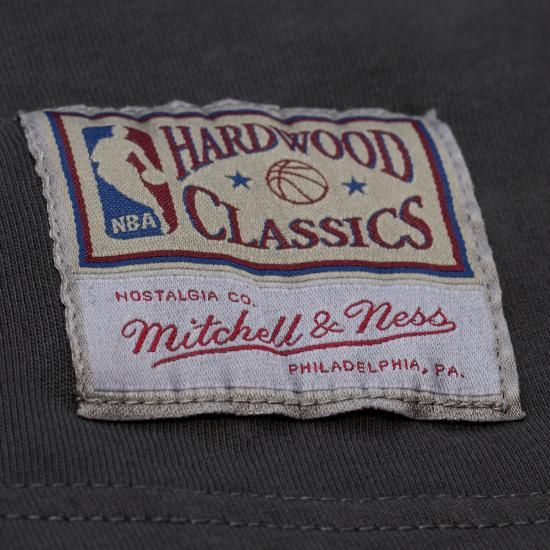 HARDWOOD
NBA
CLASSICS
NOSTALGIA CO.
Mitchell & Ness
PHILADELPHIA, PA.